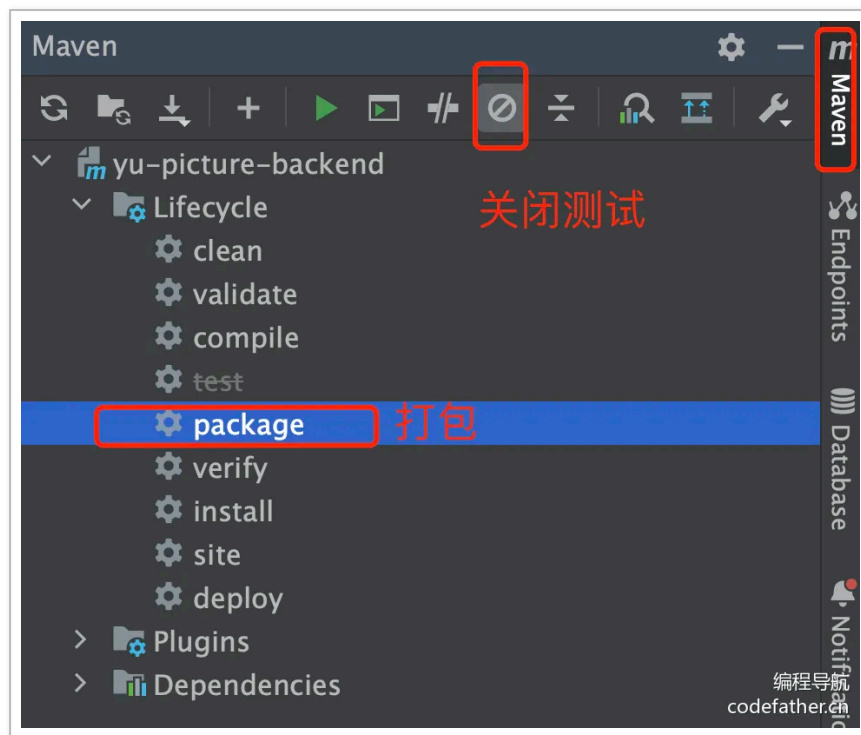 Maven
m
Maven
yu-picture-backend
Lifecycle
关闭测试
clean
validate
compile
test
package
打包
verify
install
site
deploy
Plugins
Dependencies
Endpoints
Database
编程导航
codefather.cn